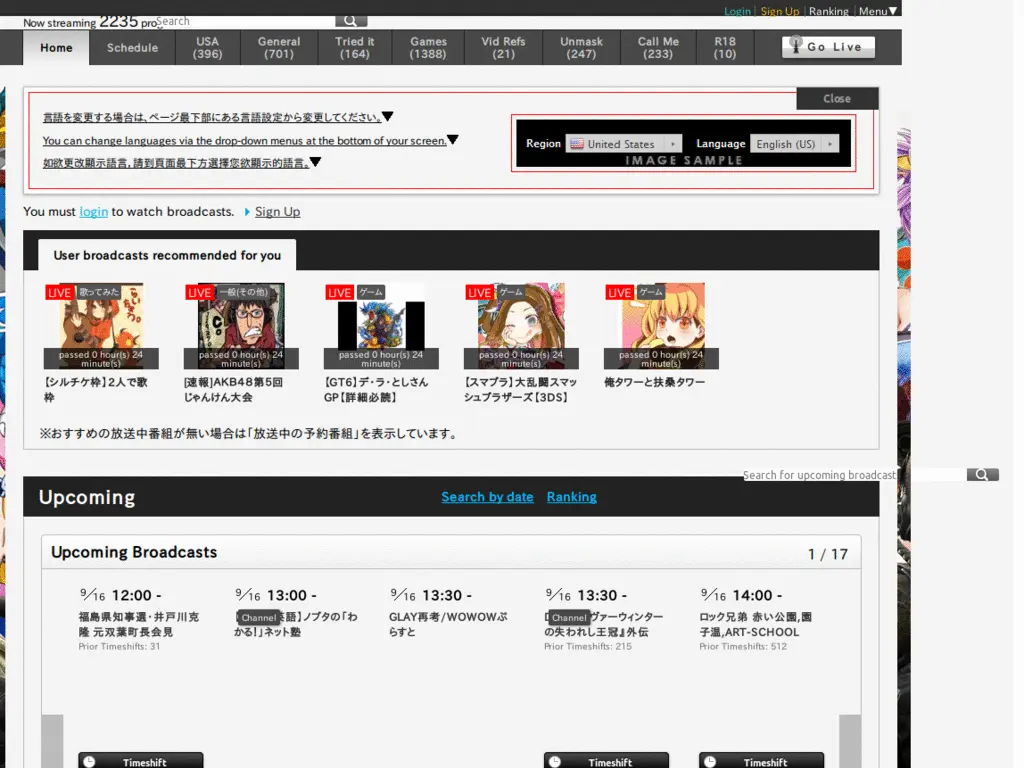 Login Sign Up Ranking Menu▼
Now streaming 2235 pro Search
Home
Schedule
USA
(396)
General
(701)
Tried it
(164)
Games
(1388)
Vid Refs
(21)
Unmask
(247)
Call Me
(233)
R18
(10)
Go Live
Close
言語を変更する場合は、ページ最下部にある言語設定から変更してください。▼
You can change languages via the drop-down menus at the bottom of your screen.▼
如欲更改顯示語言,請到頁面最下方選擇您欲顯示的語言。▼
Region United States Language English (US)
IMAGE SAMPLE
You must login to watch broadcasts. Sign Up
User broadcasts recommended for you
LIVE 歌ってみた
passed 0 hour(s) 24
minute(s)
【シルチケ枠】2人で歌
枠
LIVE 一般(その他)
passed 0 hour(s) 24
minute(s)
[速報]AKB48第5回
じゃんけん大会
LIVE ゲーム
passed 0 hour(s) 24
minute(s)
【GT6】デ・ラ・としさん
GP【詳細必読】
LIVE ゲーム
passed 0 hour(s) 24
minute(s)
【スマブラ】大乱闘スマッ
シュブラザーズ【3DS】
LIVE ゲーム
passed 0 hour(s) 24
minute(s)
俺タワーと扶桑タワー
※おすすめの放送中番組が無い場合は「放送中の予約番組」を表示しています。
Search for upcoming broadcast
Upcoming
Search by date Ranking
Upcoming Broadcasts
1 / 17
9/16 12:00 -
福島県知事選・井戸川克
隆 元双葉町長会見
Prior Timeshifts: 31
9/16 13:00 -
Channel 語】ノブタの「わ
かる!」ネット塾
9/16 13:30 -
GLAY再考/WOWOWぷ
らすと
9/16 13:30 -
Channel ヴァーウィンター
の失われし王冠』外伝
Prior Timeshifts: 215
9/16 14:00 -
ロック兄弟 赤い公園,園
子温,ART-SCHOOL
Prior Timeshifts: 512
Timeshift
Timeshift
Timeshift